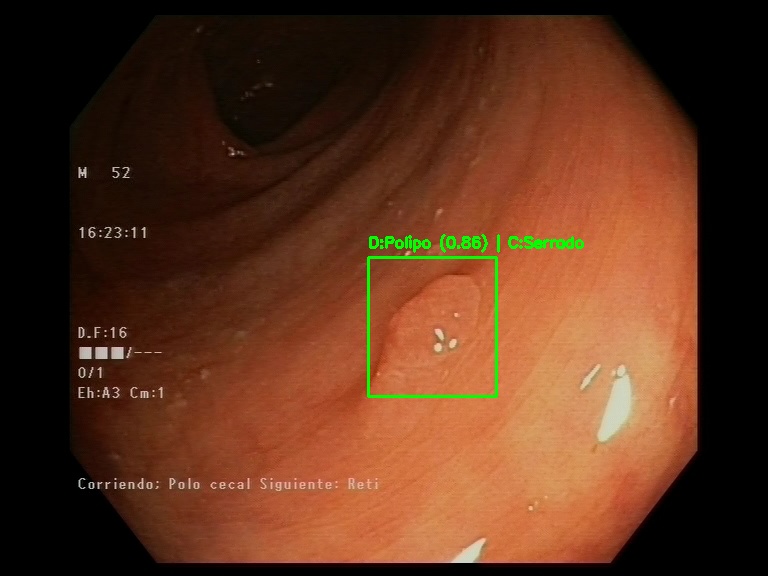 M 52
16:23:11
D:Polipo (0.86) | C:Serrado
D.F:16
■■■/---
0/1
Eh:A3 Cm:1
Corriendo; Polo cecal Siguiente: Reti